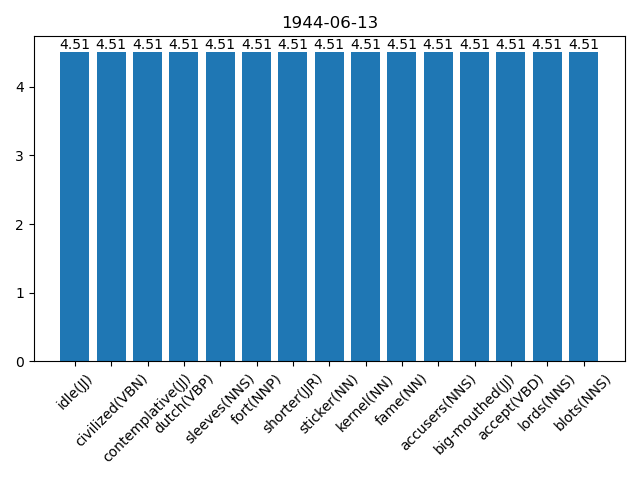 1944-06-13
4.51 4.51 4.51 4.51 4.51 4.51 4.51 4.51 4.51 4.51 4.51 4.51 4.51 4.51 4.51
4
3
2
1
0
idle(JJ)
civilized(VBN)
contemplative(JJ)
dutch(VBP)
sleeves(NNS)
fort(NNP)
shorter(JJR)
sticker(NN)
kernel(NN)
fame(NN)
accusers(NNS)
big-mouthed(JJ)
accept(VBD)
lords(NNS)
blots(NNS)